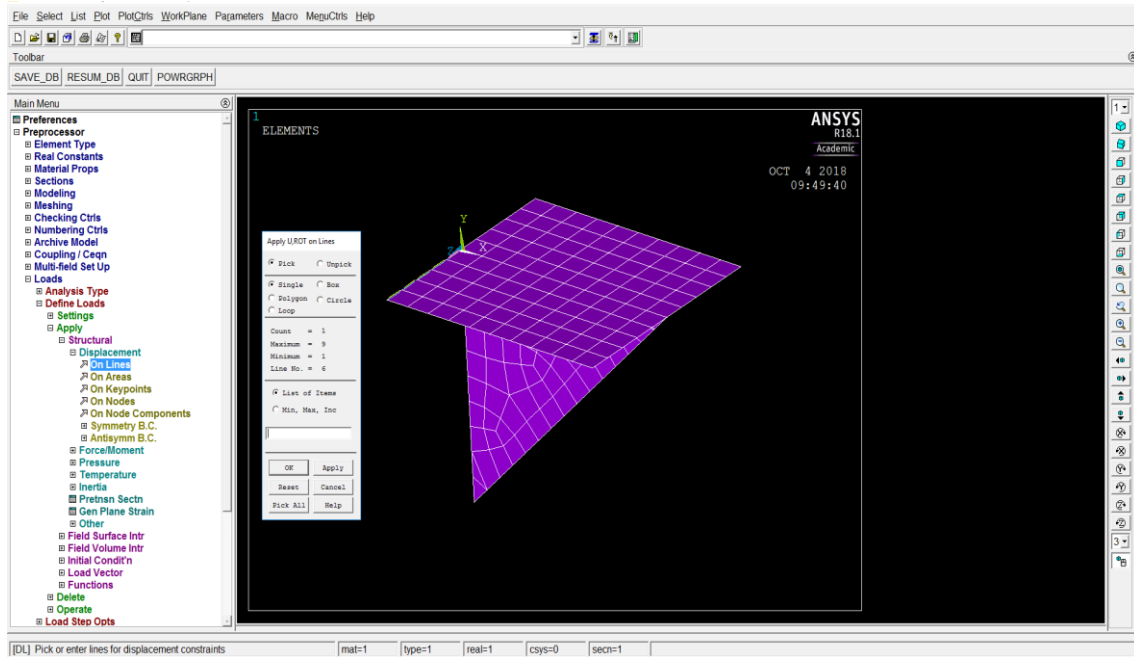 File Select List Plot PlotCtrls WorkPlane Parameters Macro MenuCtrls Help
Toolbar
SAVE_DB RESUM_DB QUIT POWRGRPH
Main Menu
Preferences
Preprocessor
Element Type
Real Constants
Material Props
Sections
Modeling
Meshing
Checking Ctrls
Numbering Ctrls
Archive Model
Coupling / Ceqn
Multi-field Set Up
Loads
Analysis Type
Define Loads
Settings
Apply
Structural
Displacement
On Lines
On Areas
On Keypoints
On Nodes
On Node Components
Symmetry B.C.
Antisymm B.C.
Force/Moment
Pressure
Temperature
Inertia
Pretnsn Sectn
Gen Plane Strain
Other
Field Surface Intr
Field Volume Intr
Initial Condit'n
Load Vector
Functions
Delete
Operate
Load Step Opts
1
ELEMENTS
ANSYS
R18.1
Academic
OCT 4 2018
09:49:40
Y
Z X
Apply U,ROT on Lines
Pick Unpick
Single Box
Polygon Circle
Loop
Count = 1
Maximum = 9
Minimum = 1
Line No. = 6
List of Items
Min, Max, Inc
OK Apply
Reset Cancel
Pick All Help
1
3
[DL] Pick or enter lines for displacement constraints mat=1 type=1 real=1 csys=0 secn=1